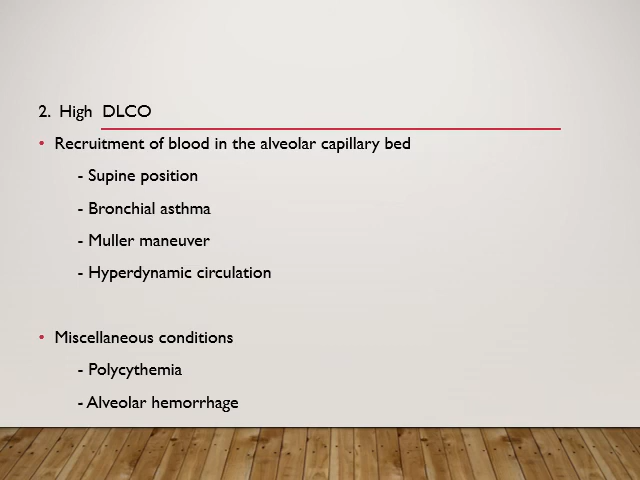 2. High DLCO
• Recruitment of blood in the alveolar capillary bed
- Supine position
- Bronchial asthma
- Muller maneuver
- Hyperdynamic circulation
• Miscellaneous conditions
- Polycythemia
- Alveolar hemorrhage